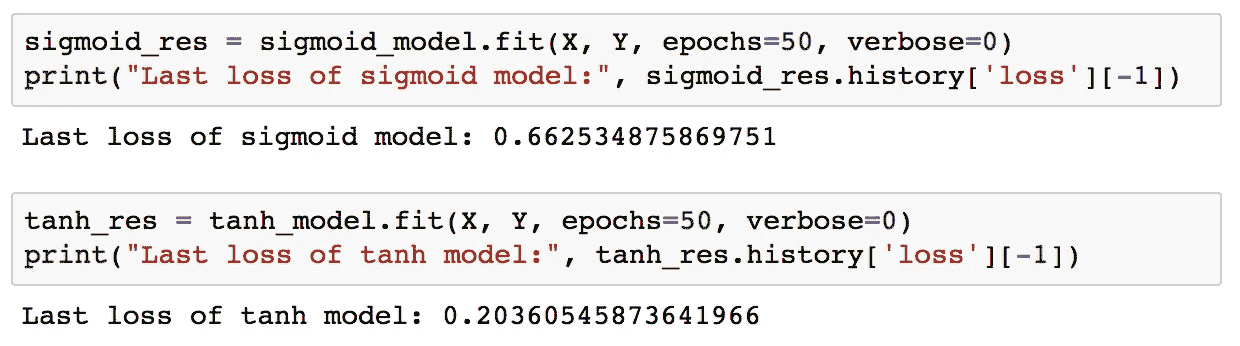 sigmoid_res = sigmoid_model.fit(X, Y, epochs=50, verbose=0)
print("Last loss of sigmoid model:", sigmoid_res.history['loss'][-1])
Last loss of sigmoid model: 0.662534875869751
tanh_res = tanh_model.fit(X, Y, epochs=50, verbose=0)
print("Last loss of tanh model:", tanh_res.history['loss'][-1])
Last loss of tanh model: 0.20360545873641966